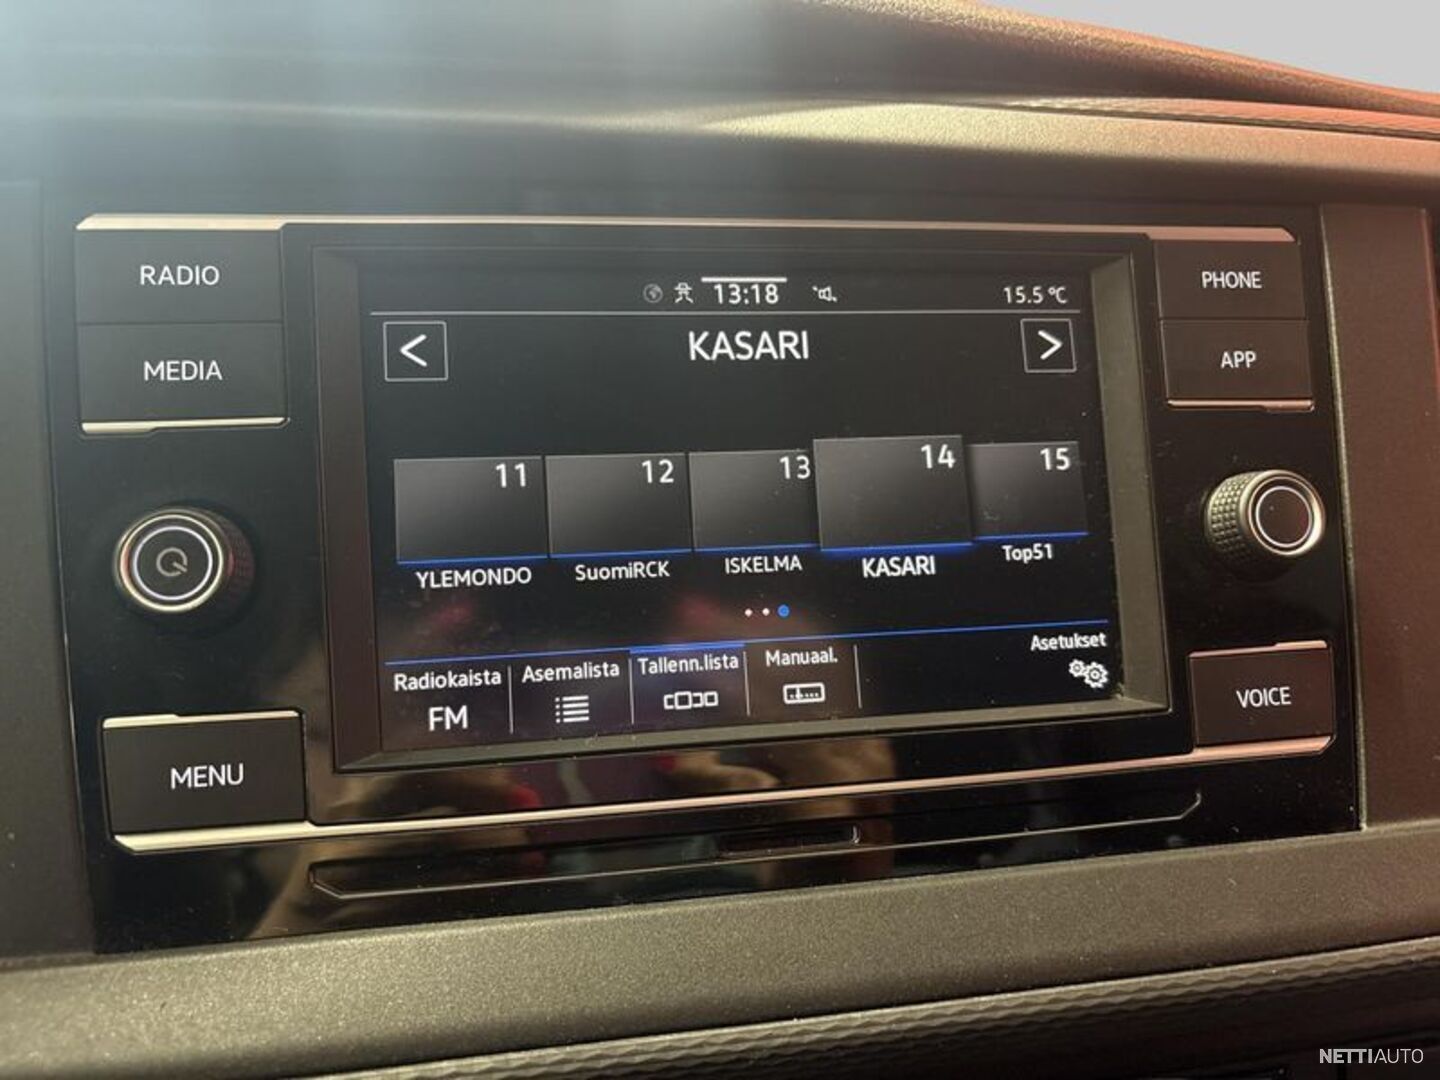 RADIO
MEDIA
MENU
PHONE
APP
VOICE
13:18
15.5 °C
<
KASARI
>
11
12
13
14
15
YLEMONDO
SuomiRCK
ISKELMA
KASARI
Top51
Radiokaista
FM
Asemalista
Tallenn.lista
Manuaal.
Asetukset
NETTIAUTO